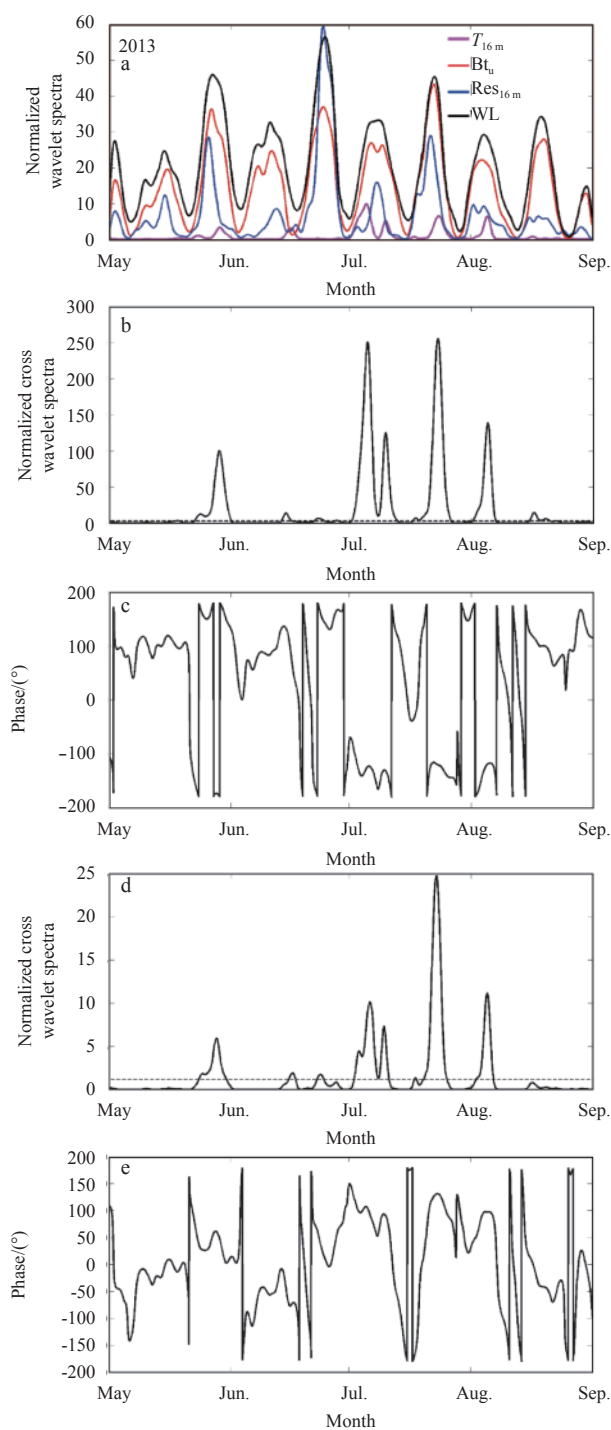 2013
a
T16 m
Btu
Res16 m
WL
Normalized
wavelet spectra
60
50
40
30
20
10
0
May
Jun.
Jul.
Aug.
Sep.
Month
b
Normalized cross
wavelet spectra
300
250
200
150
100
50
0
May
Jun.
Jul.
Aug.
Sep.
Month
c
Phase/(°)
200
100
0
-100
-200
May
Jun.
Jul.
Aug.
Sep.
Month
d
Normalized cross
wavelet spectra
25
20
15
10
5
0
May
Jun.
Jul.
Aug.
Sep.
Month
e
Phase/(°)
200
150
100
50
0
-50
-100
-150
-200
May
Jun.
Jul.
Aug.
Sep.
Month